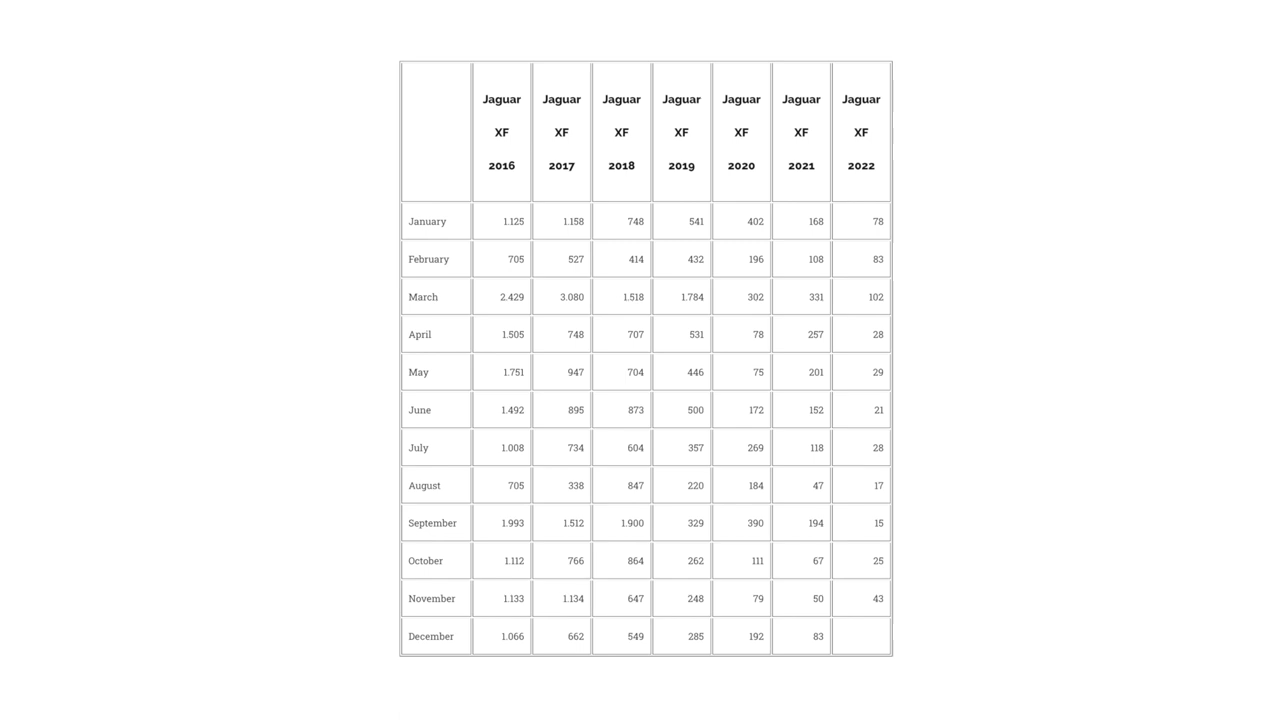 Jaguar XF 2016 Jaguar XF 2017 Jaguar XF 2018 Jaguar XF 2019 Jaguar XF 2020 Jaguar XF 2021 Jaguar XF 2022
January 1.125 1.158 748 541 402 168 78
February 705 527 414 432 196 108 83
March 2.429 3.080 1.518 1.784 302 331 102
April 1.505 748 707 531 78 257 28
May 1.751 947 704 446 75 201 29
June 1.492 895 873 500 172 152 21
July 1.008 734 604 357 269 118 28
August 705 338 847 220 184 47 17
September 1.993 1.512 1.900 329 390 194 15
October 1.112 766 864 262 111 67 25
November 1.133 1.134 647 248 79 50 43
December 1.066 662 549 285 192 83